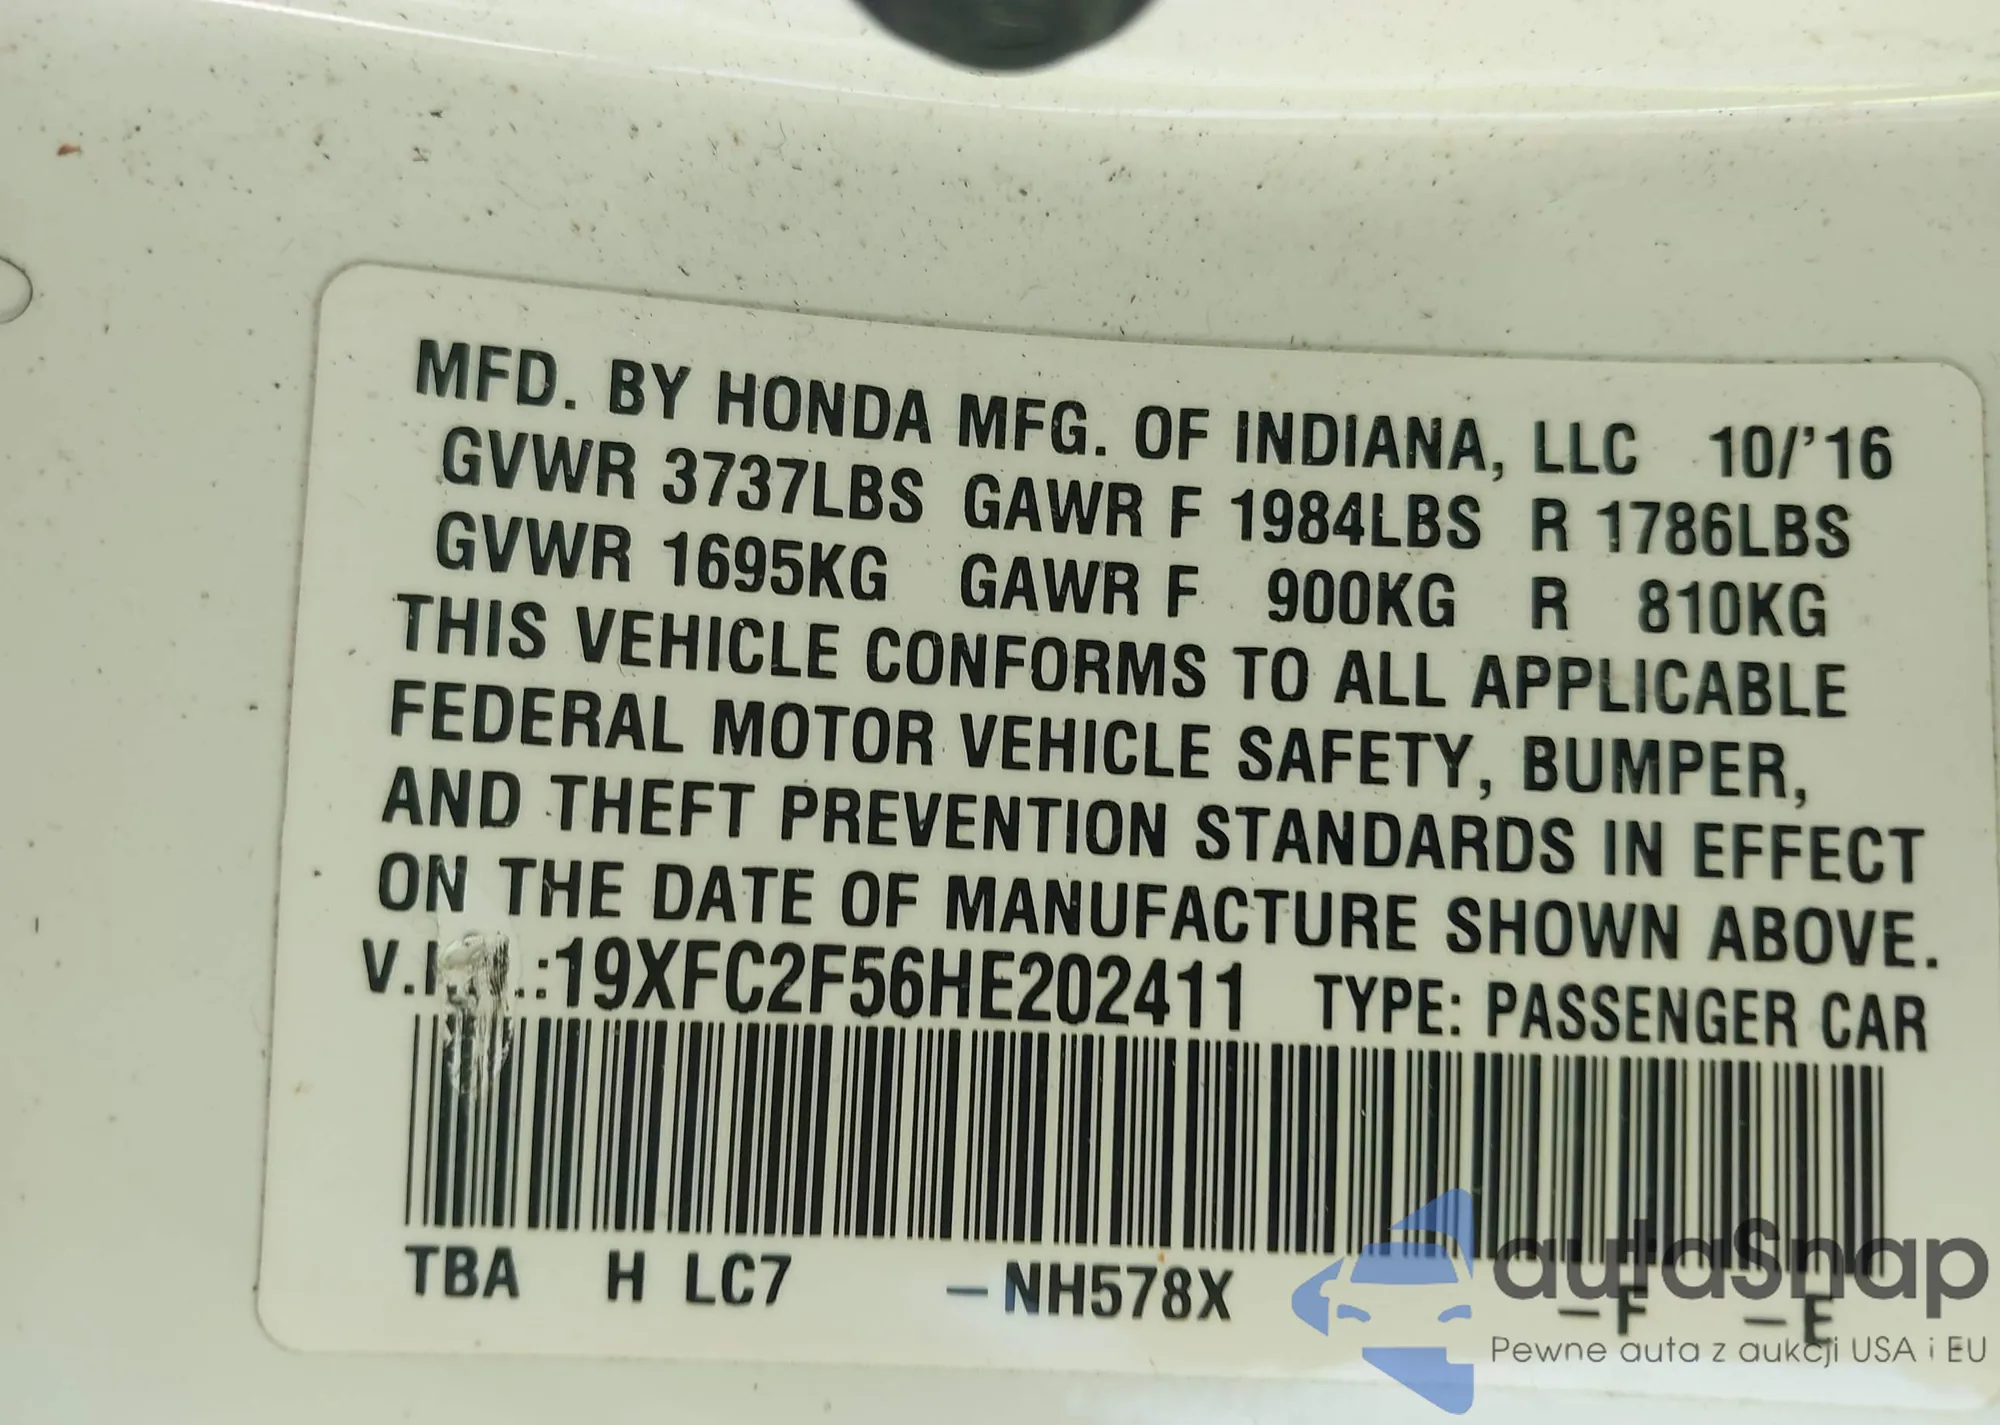 MFD. BY HONDA MFG. OF INDIANA, LLC 10/'16
GVWR 3737LBS GAWR F 1984LBS R 1786LBS
GVWR 1695KG GAWR F 900KG R 810KG
THIS VEHICLE CONFORMS TO ALL APPLICABLE
FEDERAL MOTOR VEHICLE SAFETY, BUMPER,
AND THEFT PREVENTION STANDARDS IN EFFECT
ON THE DATE OF MANUFACTURE SHOWN ABOVE.
:19XFC2F56HE202411 TYPE: PASSENGER CAR
TBA H LC7 –NH578X –F –E
autaSnap
Pewne auta z aukcji USA i EU